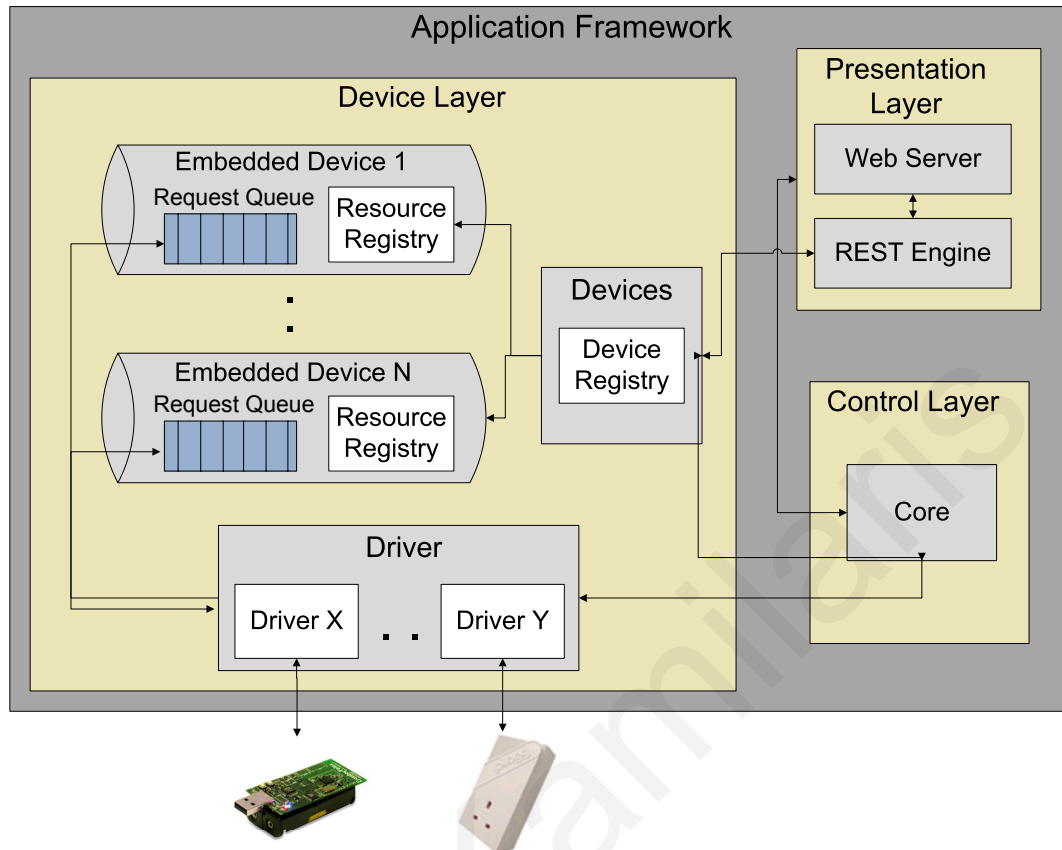 Application Framework
Device Layer
Embedded Device 1
Request Queue
Resource
Registry
Embedded Device N
Request Queue
Resource
Registry
Devices
Device
Registry
Driver
Driver X
Driver Y
Presentation
Layer
Web Server
REST Engine
Control Layer
Core
amilaris